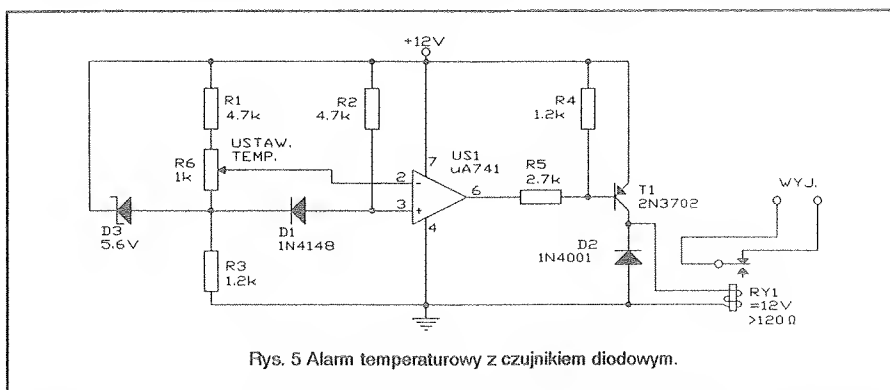 +12V
R1
4.7k
R2
4.7k
R4
1.2k
R6
1k
USTAW.
TEMP.
2
3
7
6
4
US1
uA741
R5
2.7k
T1
2N3702
WYJ.
D3
5.6V
D1
1N4148
R3
1.2k
D2
1N4001
RY1
=12V
>120Ω
Rys. 5 Alarm temperaturowy z czujnikiem diodowym.